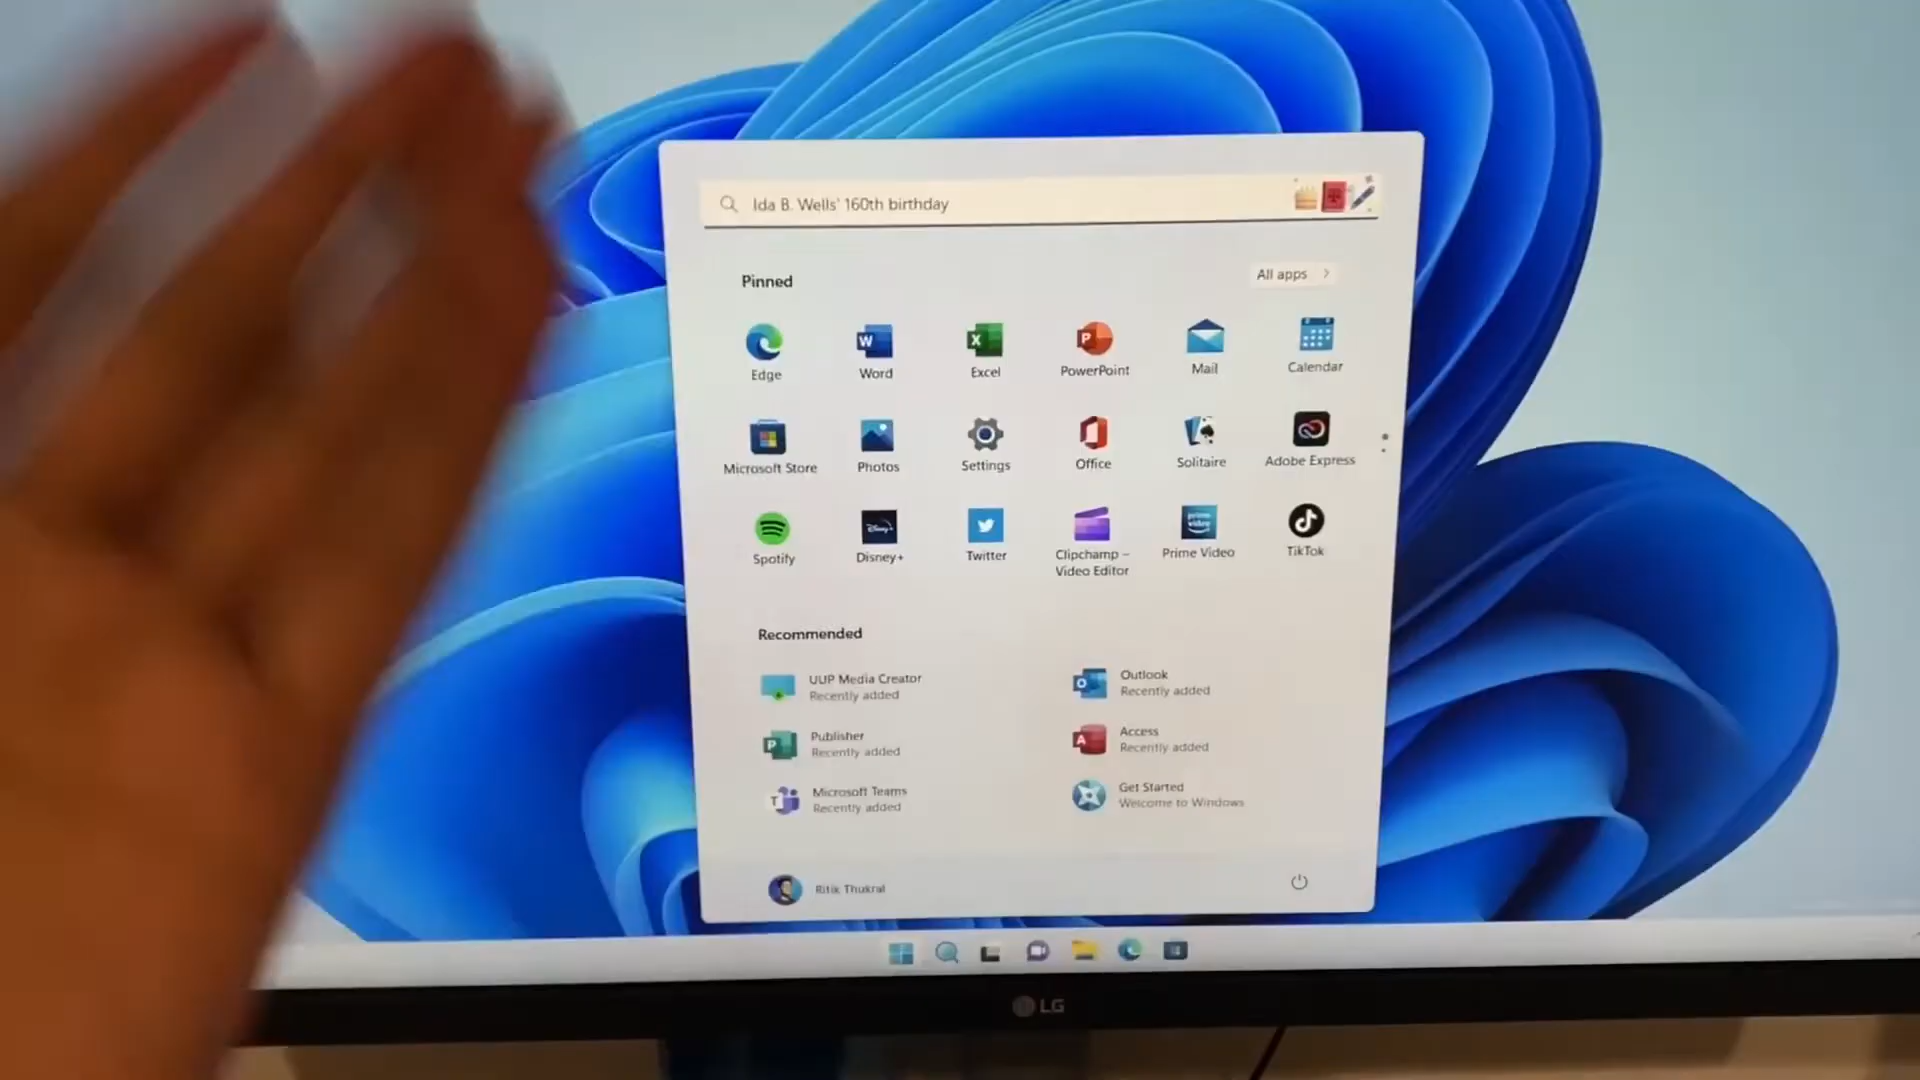 Ida B. Wells' 160th birthday
Pinned
All apps
Edge
Word
Excel
PowerPoint
Mail
Calendar
Microsoft Store
Photos
Settings
Office
Solitaire
Adobe Express
Spotify
Disney+
Twitter
Clipchamp –
Video Editor
prime
video
Prime Video
TikTok
Recommended
UUP Media Creator
Recently added
Outlook
Recently added
Publisher
Recently added
Access
Recently added
Microsoft Teams
Recently added
Get Started
Welcome to Windows
Ritik Thukral
LG